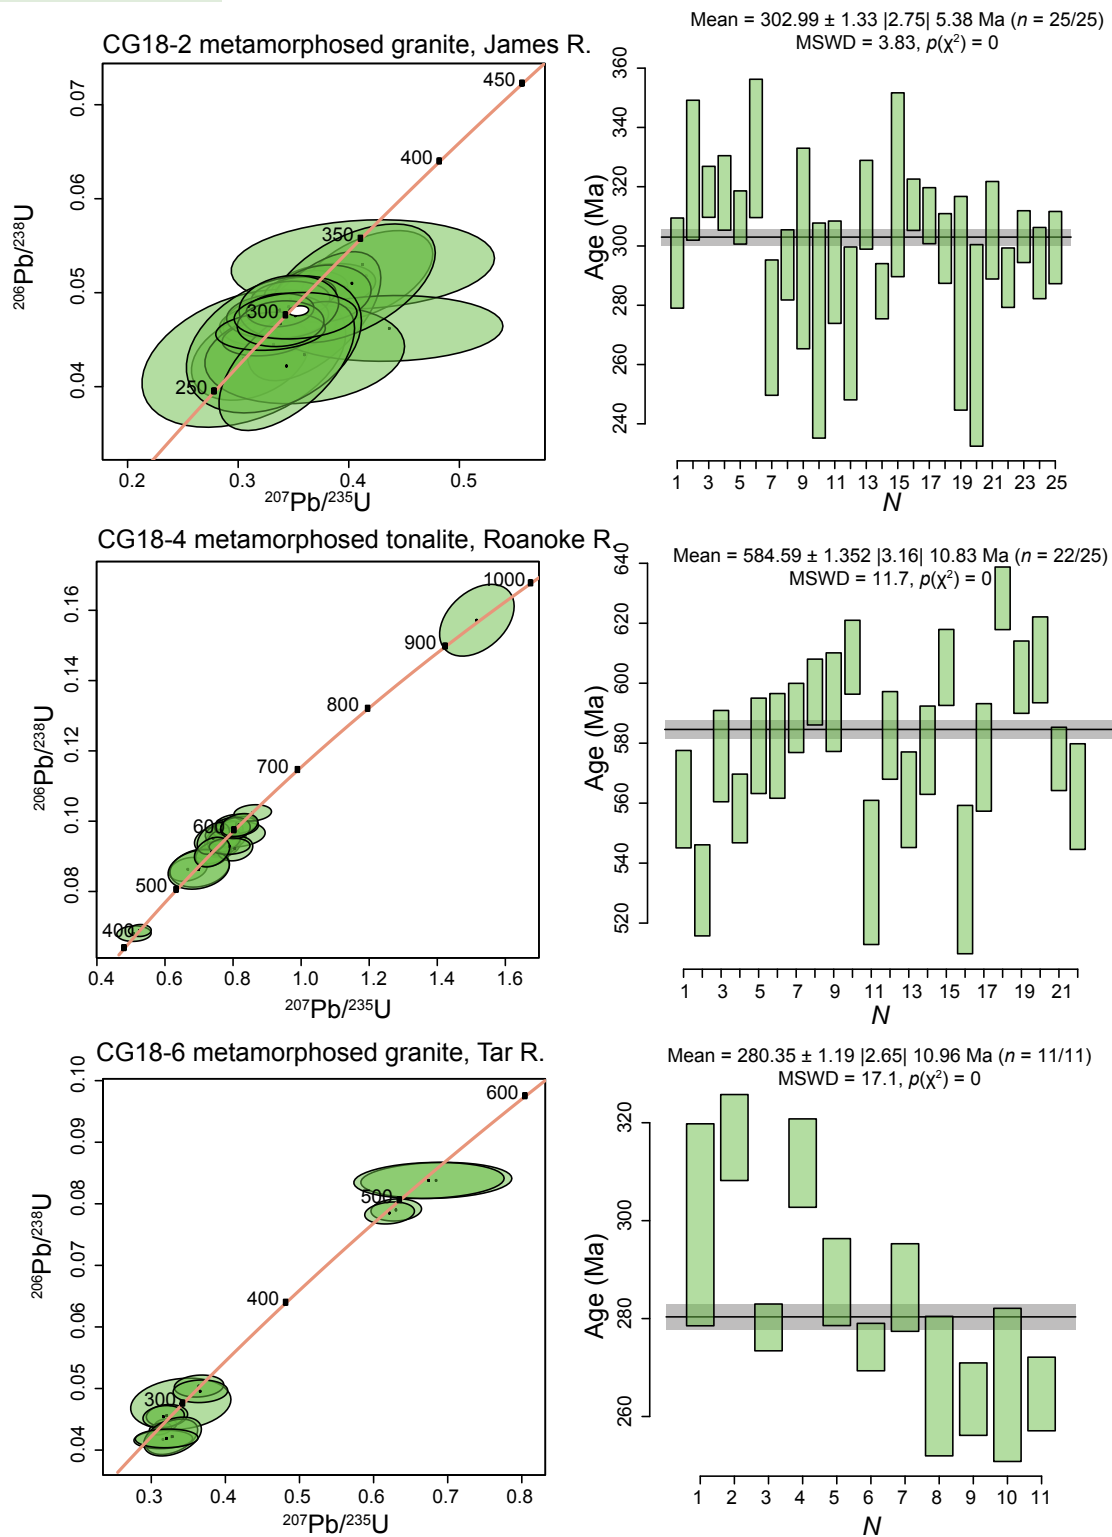 CG18-2 metamorphosed granite, James R.
Mean = 302.99 ± 1.33 |2.75| 5.38 Ma (n = 25/25)
MSWD = 3.83, p(χ²) = 0
²⁰⁶Pb/²³⁸U
0.04 0.05 0.06 0.07
250 300 350 400 450
0.2 0.3 0.4 0.5
²⁰⁷Pb/²³⁵U
Age (Ma)
240 260 280 300 320 340 360
1 3 5 7 9 11 13 15 17 19 21 23 25
N
CG18-4 metamorphosed tonalite, Roanoke R.
Mean = 584.59 ± 1.352 |3.16| 10.83 Ma (n = 22/25)
MSWD = 11.7, p(χ²) = 0
²⁰⁶Pb/²³⁸U
0.08 0.10 0.12 0.14 0.16
400 500 600 700 800 900 1000
0.4 0.6 0.8 1.0 1.2 1.4 1.6
²⁰⁷Pb/²³⁵U
Age (Ma)
520 540 560 580 600 620 640
1 3 5 7 9 11 13 15 17 19 21
N
CG18-6 metamorphosed granite, Tar R.
Mean = 280.35 ± 1.19 |2.65| 10.96 Ma (n = 11/11)
MSWD = 17.1, p(χ²) = 0
²⁰⁶Pb/²³⁸U
0.04 0.05 0.06 0.07 0.08 0.09 0.10
300 400 500 600
0.3 0.4 0.5 0.6 0.7 0.8
²⁰⁷Pb/²³⁵U
Age (Ma)
260 280 300 320
1 2 3 4 5 6 7 8 9 10 11
N